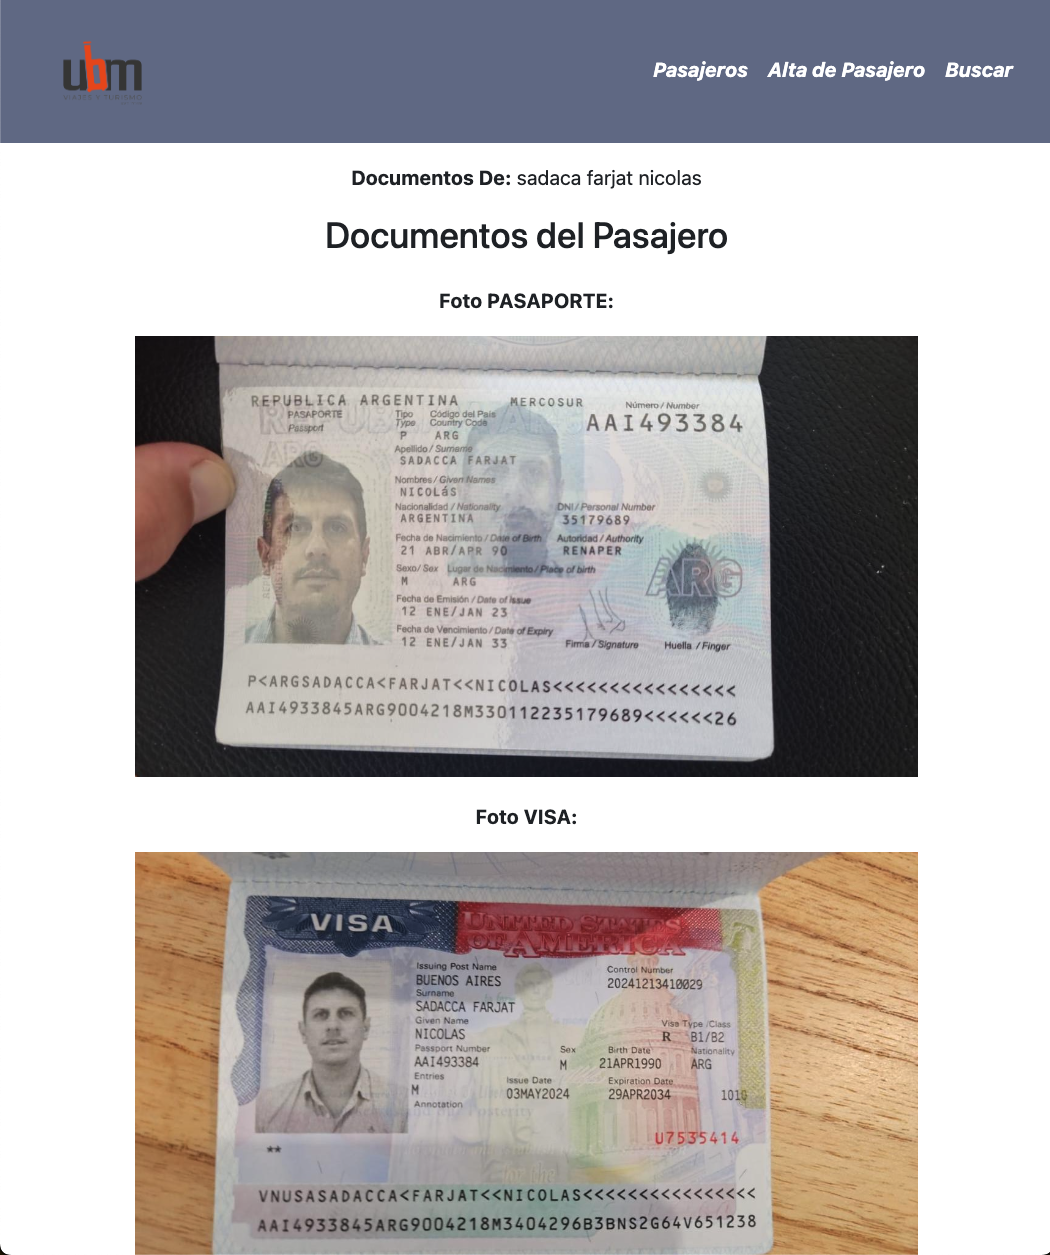 ubm
VIAJES Y TURISMO
Pasajeros Alta de Pasajero Buscar
Documentos De: sadaca farjat nicolas
Documentos del Pasajero
Foto PASAPORTE:
REPUBLICA ARGENTINA MERCOSUR Número / Number
PASAPORTE Tipo Código del País AAI493384
Passport Type Country Code
P ARG
Apellido / Surname
SADACCA FARJAT
Nombres / Given Names
NICOLáS
Nacionalidad / Nationality DNI / Personal Number
ARGENTINA 35179689
Fecha de Nacimiento / Date of Birth Autoridad / Authority
21 ABR/APR 90 RENAPER
Sexo/ Sex Lugar de Nacimiento / Place of birth
M ARG
ARG
Fecha de Emisión / Date of Issue
12 ENE/JAN 23
Fecha de Vencimiento / Date of Expiry
12 ENE/JAN 33 Firma / Signature Huella / Finger
P<ARGSADACCA<FARJAT<<NICOLAS<<<<<<<<<<<<<<<<<
AAI4933845ARG9004218M330112235179689<<<<<<26
Foto VISA:
VISA UNITED STATES
OF AMERICA
Issuing Post Name Control Number
BUENOS AIRES 20241213410029
Surname
SADACCA FARJAT
Given Name Visa Type /Class
NICOLAS R B1/B2
Passport Number Sex Birth Date Nationality
AAI493384 M 21APR1990 ARG
Entries Issue Date Expiration Date
M 03MAY2024 29APR2034
Annotation
U7535414
**
VNUSASADACCA<FARJAT<<NICOLAS<<<<<<<<<<<<<<<<
AAI4933845ARG9004218M3404296B3BNS2G64V651238